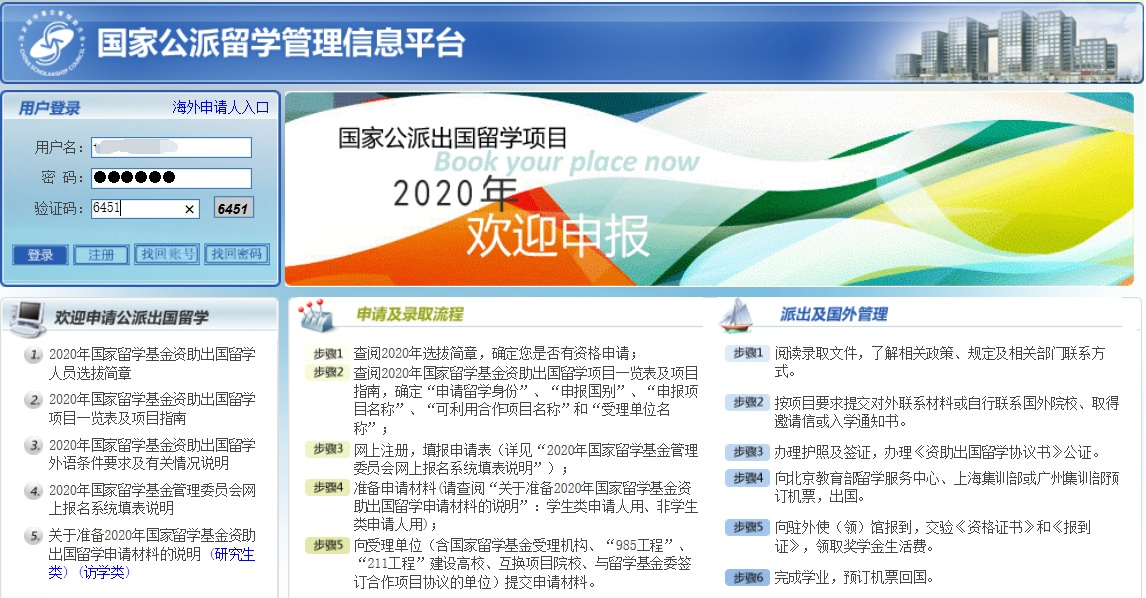 国家公派留学管理信息平台
用户登录
海外申请人入口
用户名：
密 码：
●●●●●●
验证码：
6451
×
6451
登录
注册
找回账号
找回密码
国家公派出国留学项目
Book your place now
2020年
欢迎申报
欢迎申请公派出国留学
1. 2020年国家留学基金资助出国留学
人员选拔简章
2. 2020年国家留学基金资助出国留学
项目一览表及项目指南
3. 2020年国家留学基金资助出国留学
外语条件要求及有关情况说明
4. 2020年国家留学基金管理委员会网
上报名系统填表说明
5. 关于准备2020年国家留学基金资助
出国留学申请材料的说明（研究生
类）（访学类）
申请及录取流程
步骤1 查阅2020年选拔简章，确定您是否有资格申请；
步骤2 查阅2020年国家留学基金资助出国留学项目一览表及项目
指南，确定“申请留学身份”、“申报国别”、“申报项
目名称”、“可利用合作项目名称”和“受理单位名
称”；
步骤3 网上注册，填报申请表（详见“2020年国家留学基金管理
委员会网上报名系统填表说明”）；
步骤4 准备申请材料(请查阅“关于准备2020年国家留学基金资
助出国留学申请材料的说明”：学生类申请人用、非学生
类申请人用)；
步骤5 向受理单位（含国家留学基金受理机构、“985工程”、
“211工程”建设高校、互换项目院校、与留学基金委签
订合作项目协议的单位）提交申请材料。
派出及国外管理
步骤1 阅读录取文件，了解相关政策、规定及相关部门联系方
式。
步骤2 按项目要求提交对外联系材料或自行联系国外院校、取得
邀请信或入学通知书。
步骤3 办理护照及签证，办理《资助出国留学协议书》公证。
步骤4 向北京教育部留学服务中心、上海集训部或广州集训部预
订机票，出国。
步骤5 向驻外使（领）馆报到，交验《资格证书》和《报到
证》，领取奖学金生活费。
步骤6 完成学业，预订机票回国。